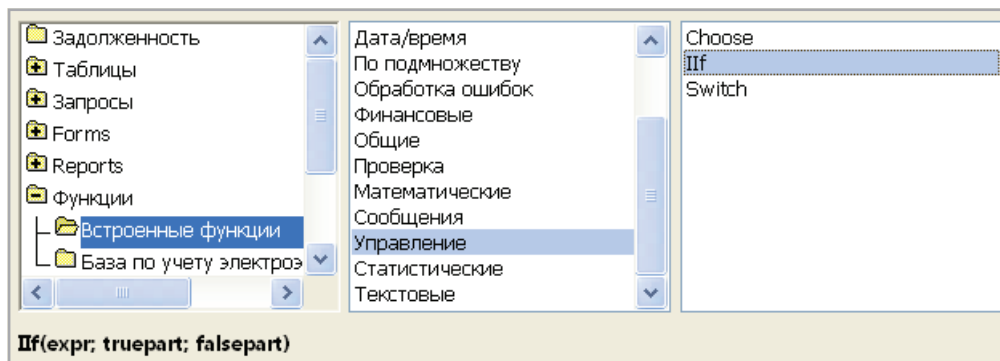 Задолженность
Таблицы
Запросы
Forms
Reports
Функции
Встроенные функции
База по учету электроэ
Дата/время
По подмножеству
Обработка ошибок
Финансовые
Общие
Проверка
Математические
Сообщения
Управление
Статистические
Текстовые
Choose
IIf
Switch
IIf(expr; truepart; falsepart)